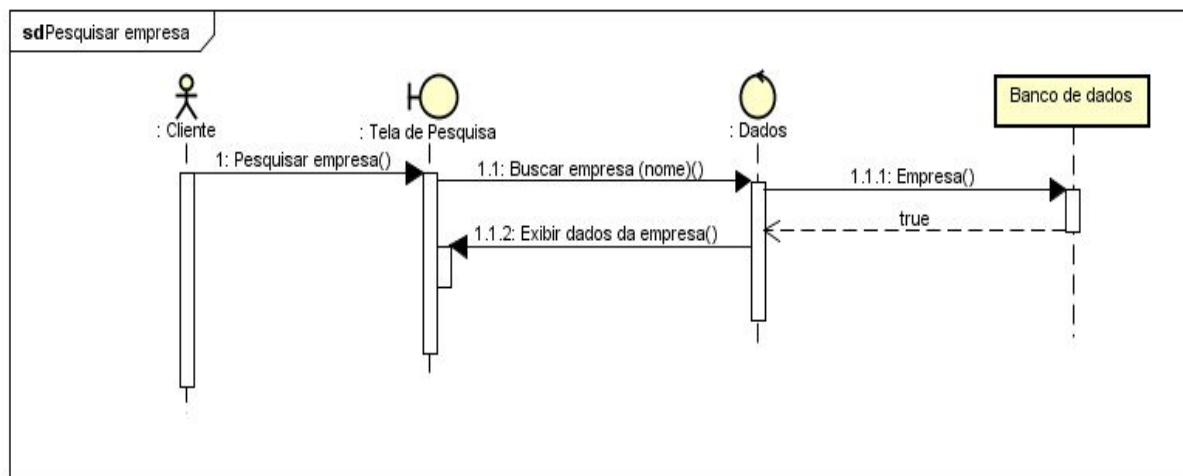 sdPesquisar empresa
Banco de dados
: Cliente
: Tela de Pesquisa
: Dados
1: Pesquisar empresa()
1.1: Buscar empresa (nome)()
1.1.1: Empresa()
true
1.1.2: Exibir dados da empresa()